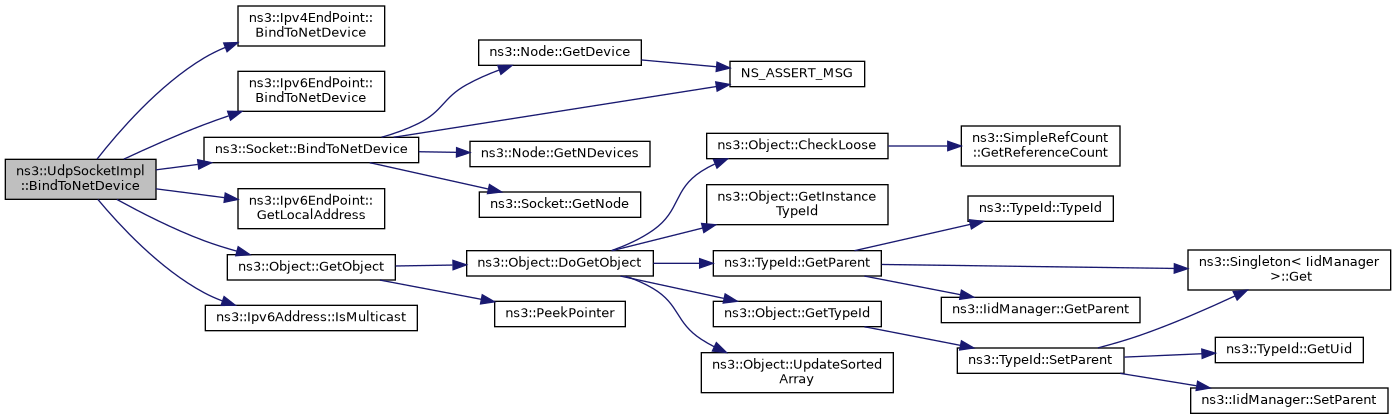 ns3::UdpSocketImpl
::BindToNetDevice
ns3::Ipv4EndPoint::
BindToNetDevice
ns3::Ipv6EndPoint::
BindToNetDevice
ns3::Socket::BindToNetDevice
ns3::Ipv6EndPoint::
GetLocalAddress
ns3::Object::GetObject
ns3::Ipv6Address::IsMulticast
ns3::Node::GetDevice
ns3::Node::GetNDevices
ns3::Socket::GetNode
ns3::Object::DoGetObject
ns3::PeekPointer
NS_ASSERT_MSG
ns3::Object::CheckLoose
ns3::Object::GetInstance
TypeId
ns3::TypeId::GetParent
ns3::Object::GetTypeId
ns3::Object::UpdateSorted
Array
ns3::SimpleRefCount
::GetReferenceCount
ns3::TypeId::TypeId
ns3::IidManager::GetParent
ns3::TypeId::SetParent
ns3::Singleton< IidManager
>::Get
ns3::TypeId::GetUid
ns3::IidManager::SetParent